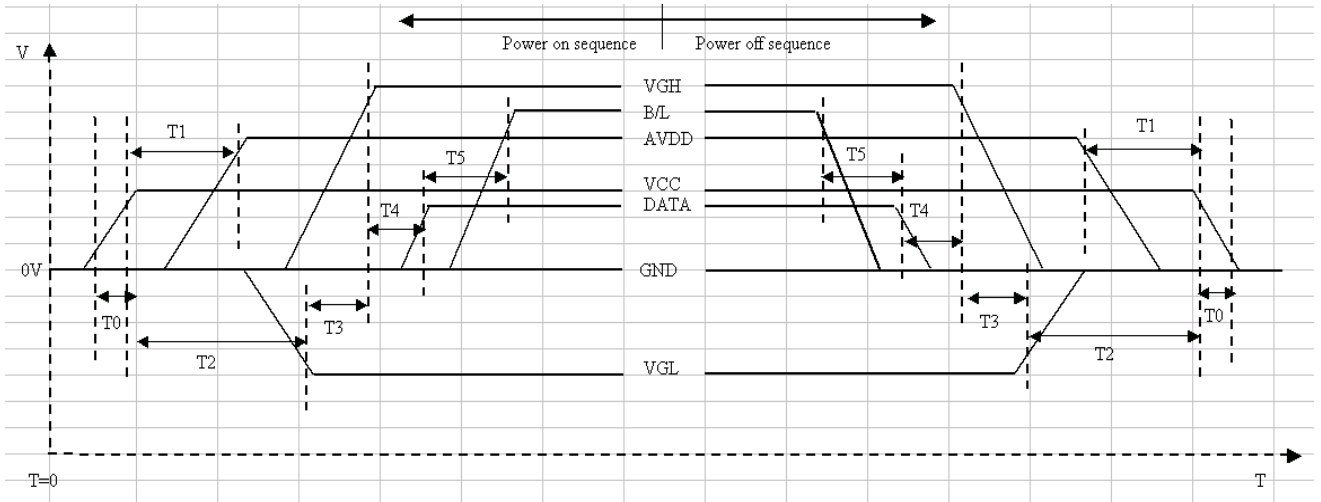 Power on sequence
Power off sequence
V
VGH
B/L
AVDD
T1
T1
T5
T5
VCC
DATA
T4
T4
0V
GND
T0
T3
T3
T0
T2
T2
VGL
T=0
T